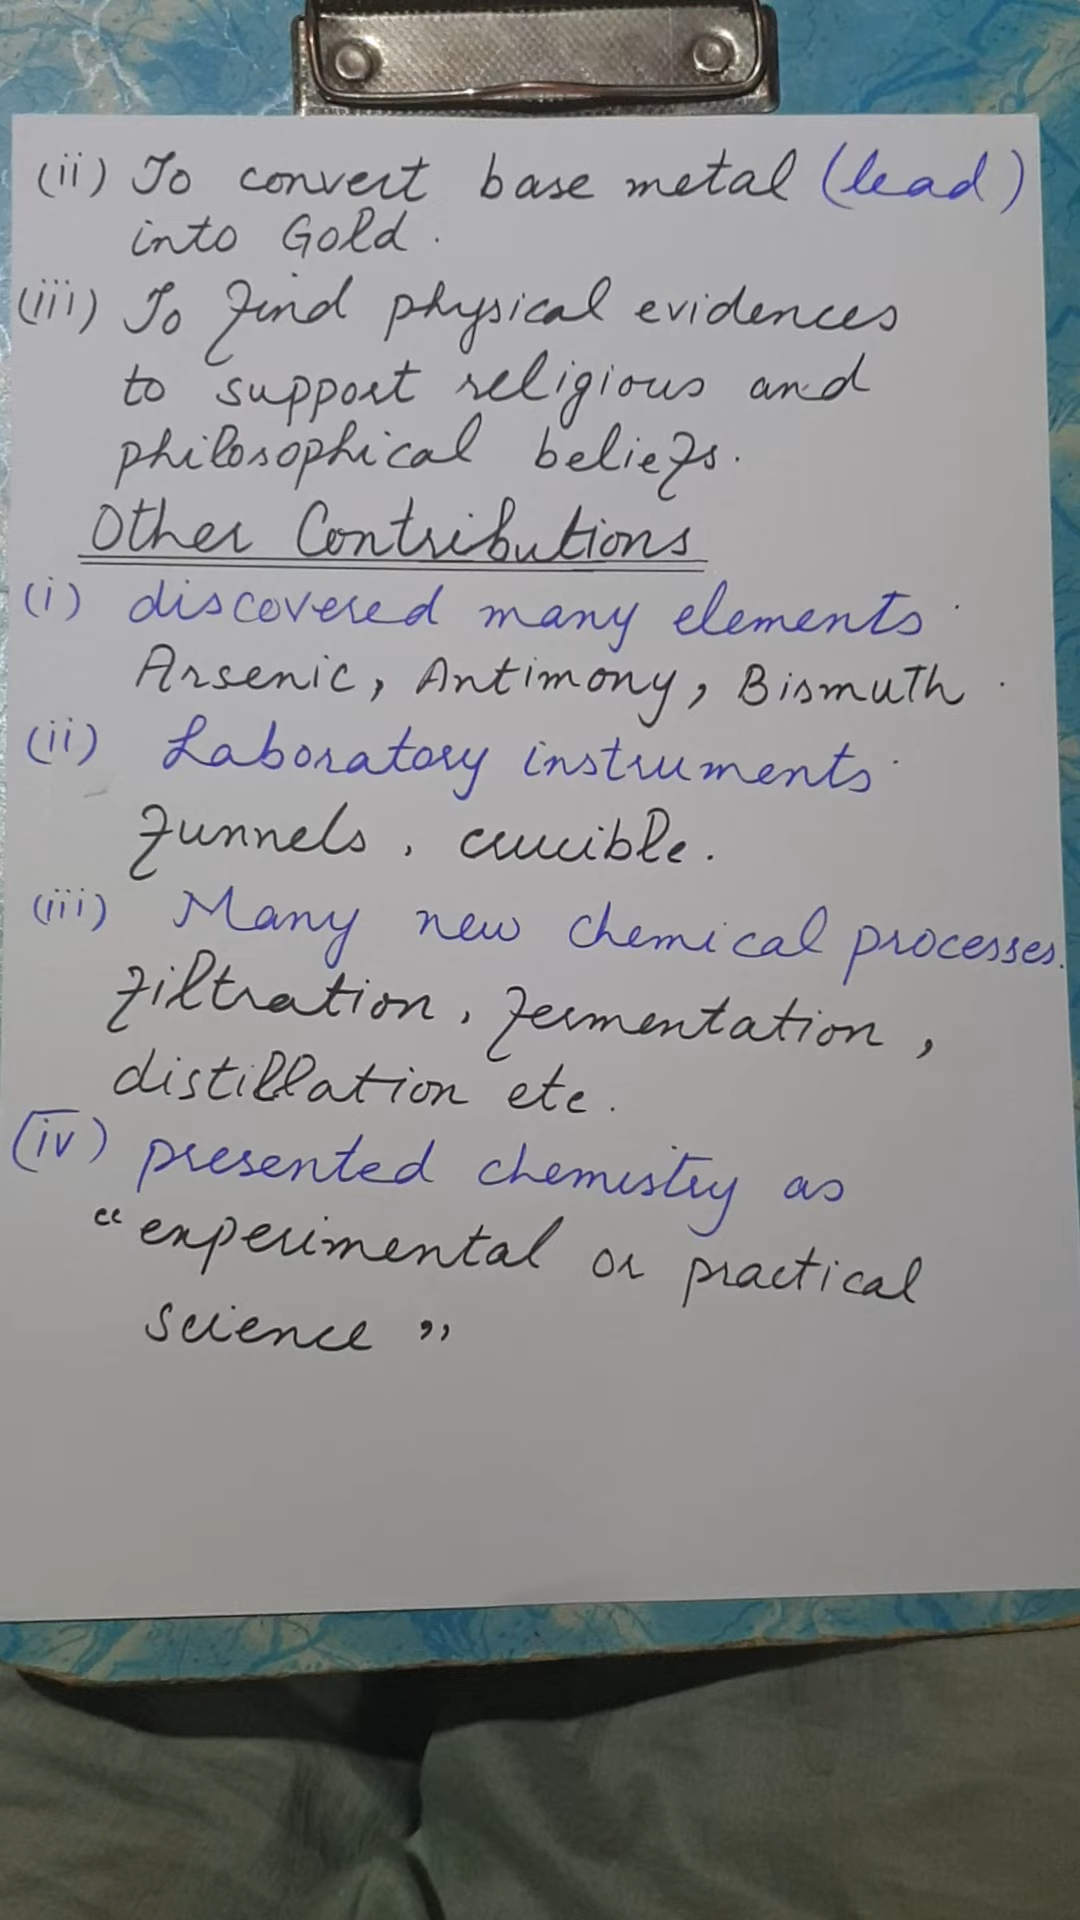 (ii) To convert base metal (lead)
into Gold.
(iii) To find physical evidences
to support religious and
philosophical beliefs.
Other Contributions
(i) discovered many elements
Arsenic, Antimony, Bismuth.
(ii) Laboratory instruments
funnels, crucible.
(iii) Many new chemical processes.
filtration, fermentation,
distillation etc.
(iv) presented chemistry as
"experimental or practical
science"